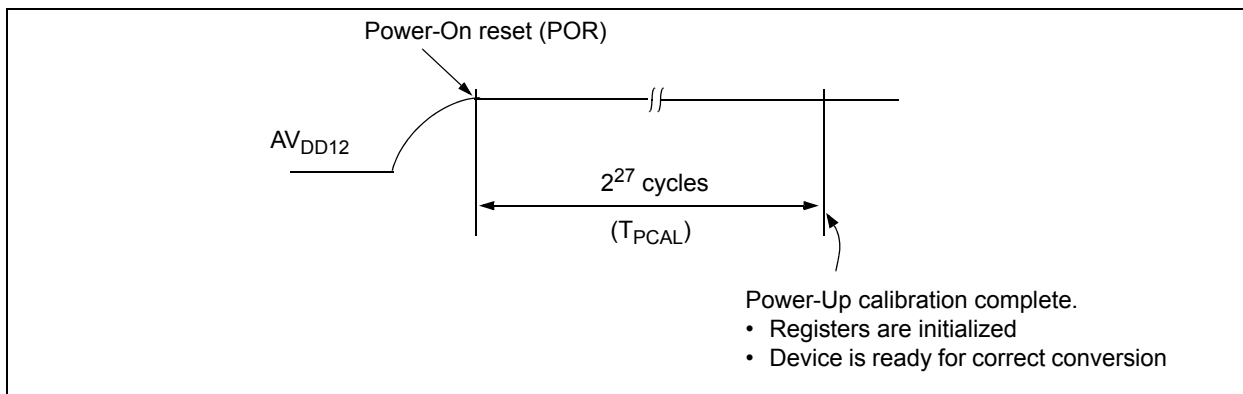 Power-On reset (POR)
AVDD12
2^27 cycles
(TPCAL)
Power-Up calibration complete.
• Registers are initialized
• Device is ready for correct conversion